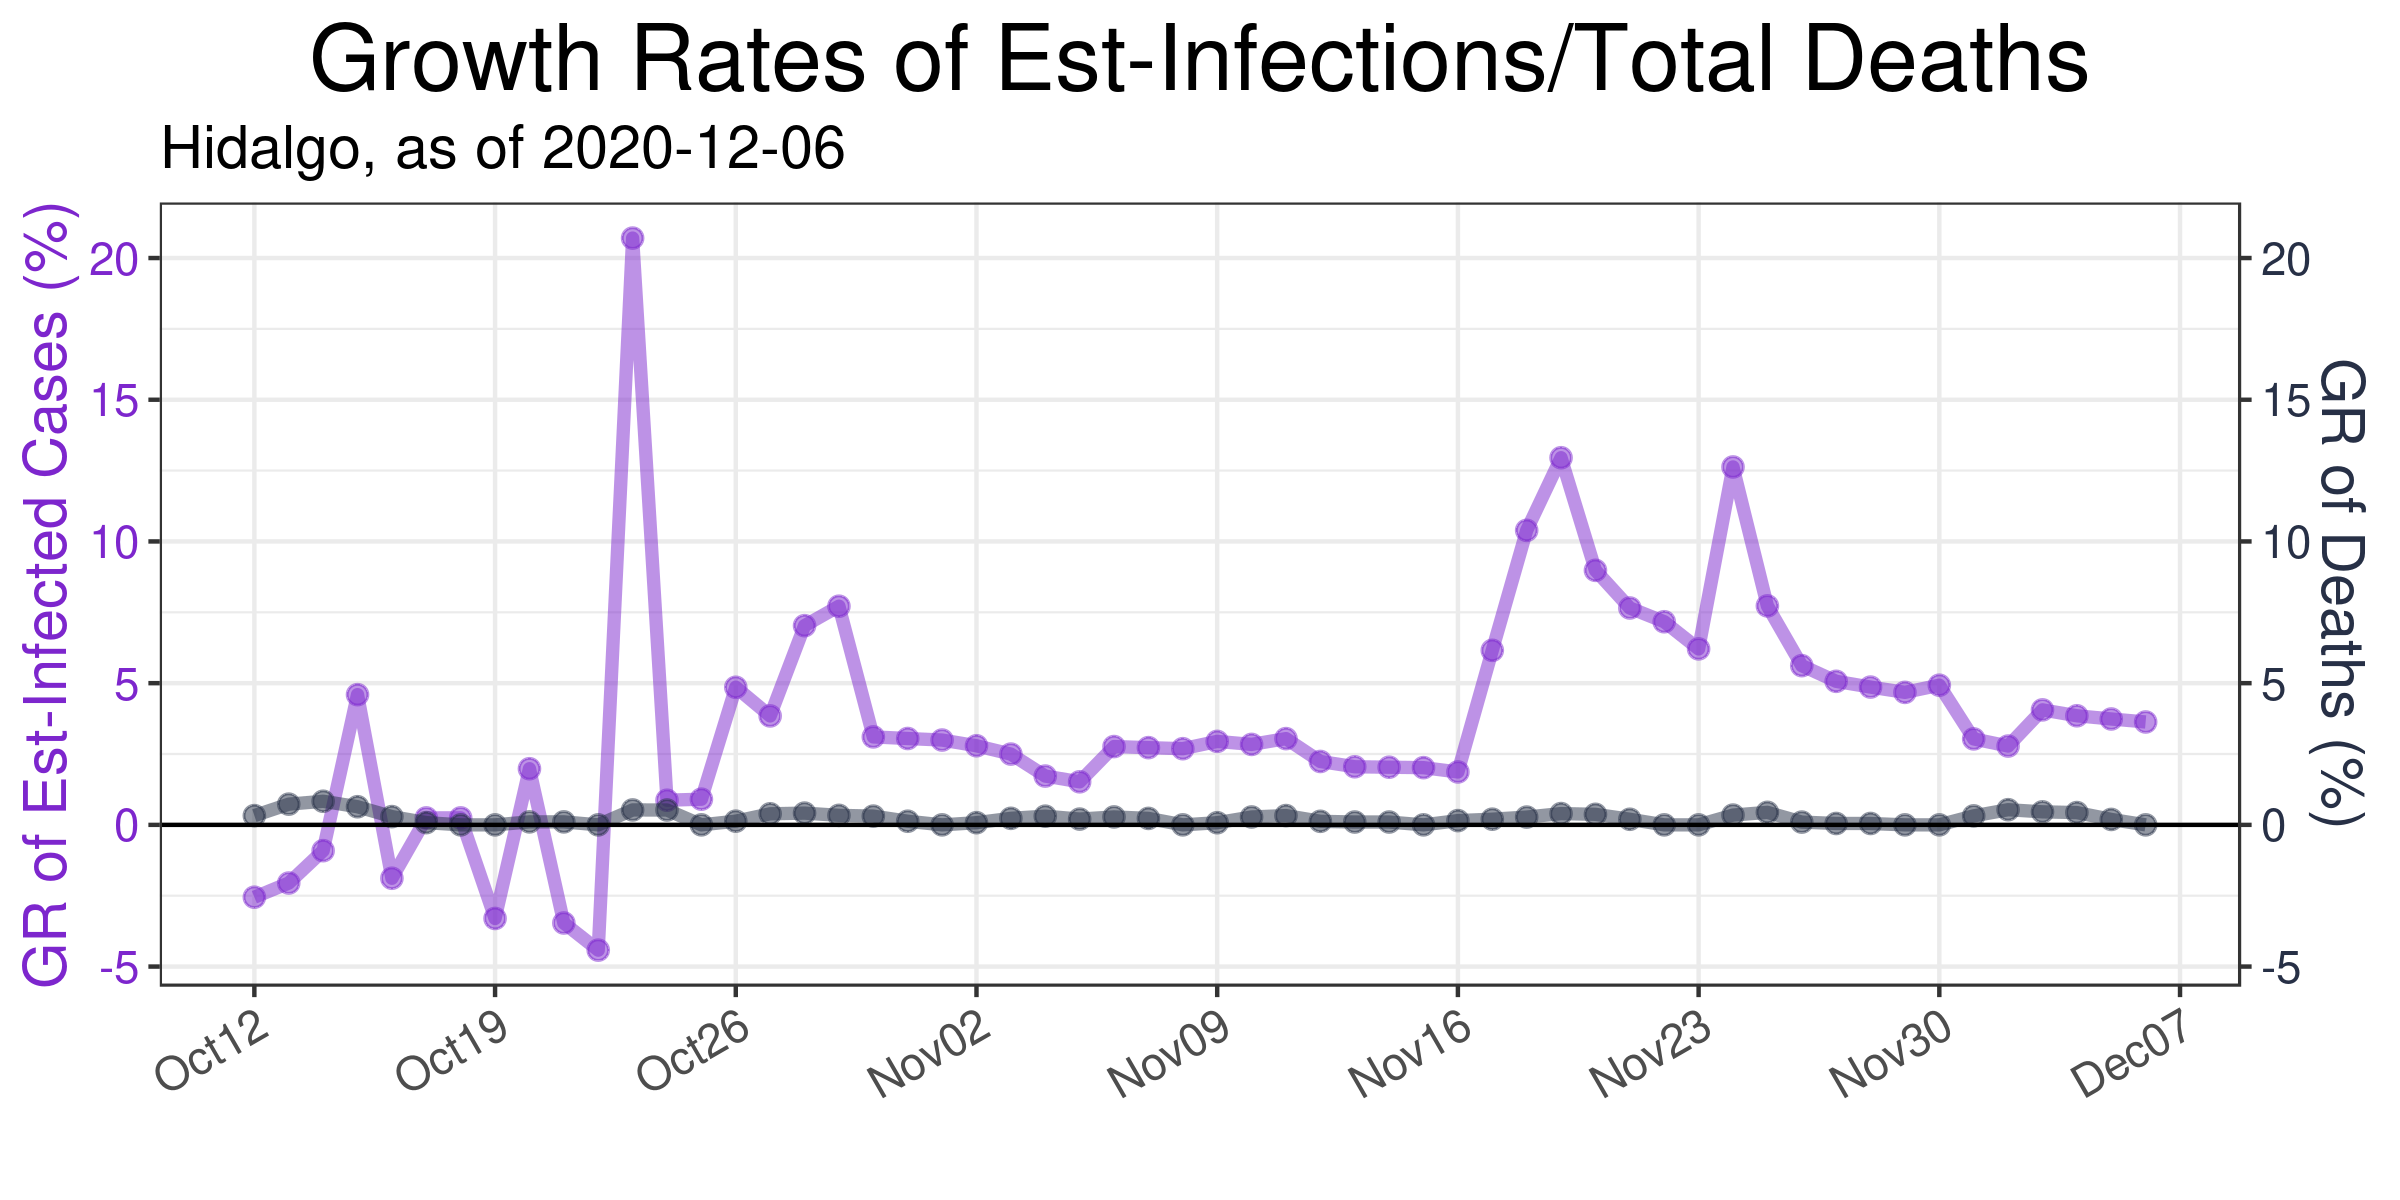 Growth Rates of Est-Infections/Total Deaths
Hidalgo, as of 2020-12-06
GR of Est-Infected Cases (%)
20
15
10
5
0
-5
20
15
10
5
0
-5
GR of Deaths (%)
Oct12
Oct19
Oct26
Nov02
Nov09
Nov16
Nov23
Nov30
Dec07